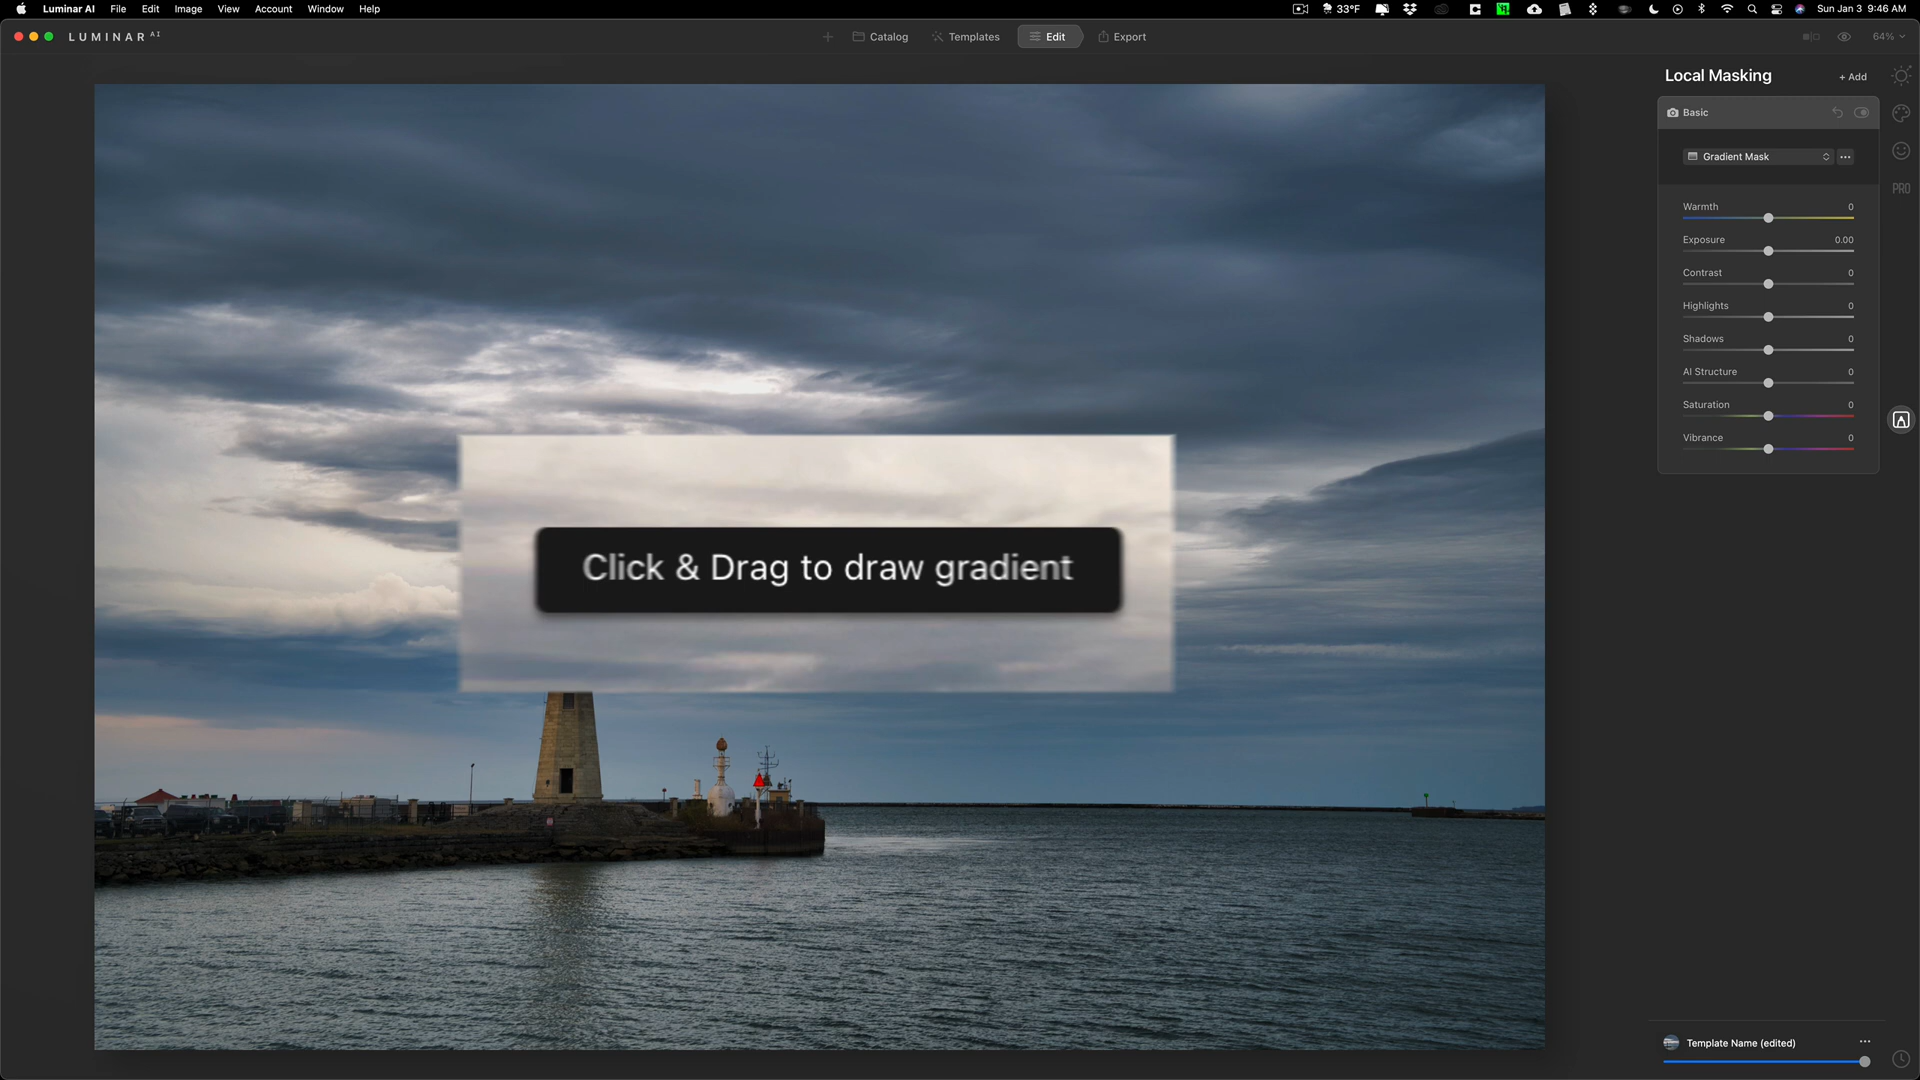 Luminar AI File Edit Image View Account Window Help 33°F Sun Jan 3 9:46 AM
LUMINAR AI Catalog Templates Edit Export 64%
Local Masking + Add
Basic
Gradient Mask
PRO
Warmth 0
Exposure 0.00
Contrast 0
Highlights 0
Shadows 0
AI Structure 0
Saturation 0
Vibrance 0
Click & Drag to draw gradient
Template Name (edited)